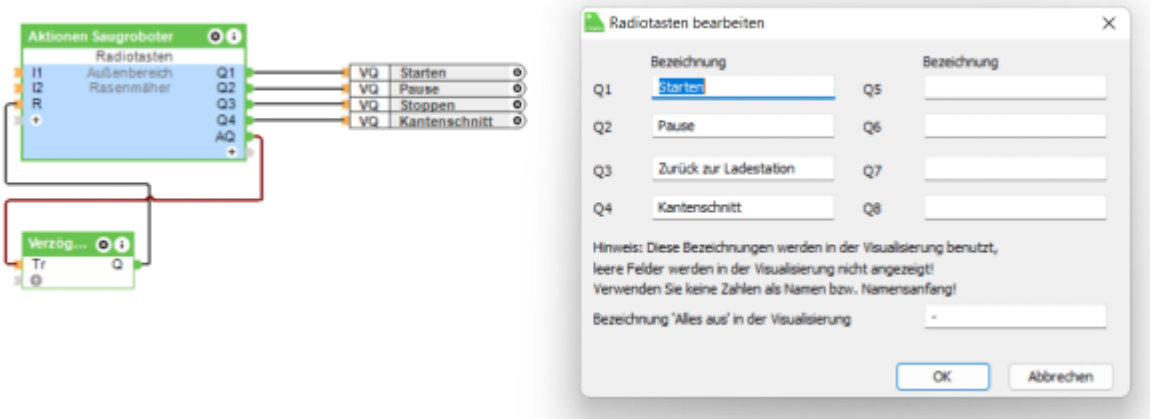 Aktionen Saugroboter
Radiotasten
I1 Außenbereich Q1
I2 Rasenmäher Q2
R Q3
Q4
AQ
VQ Starten
VQ Pause
VQ Stoppen
VQ Kantenschnitt
Verzög...
Tr Q
Radiotasten bearbeiten
Bezeichnung Bezeichnung
Q1 Starten Q5
Q2 Pause Q6
Q3 Zurück zur Ladestation Q7
Q4 Kantenschnitt Q8
Hinweis: Diese Bezeichnungen werden in der Visualisierung benutzt,
leere Felder werden in der Visualisierung nicht angezeigt!
Verwenden Sie keine Zahlen als Namen bzw. Namensanfang!
Bezeichnung 'Alles aus' in der Visualisierung -
OK Abbrechen